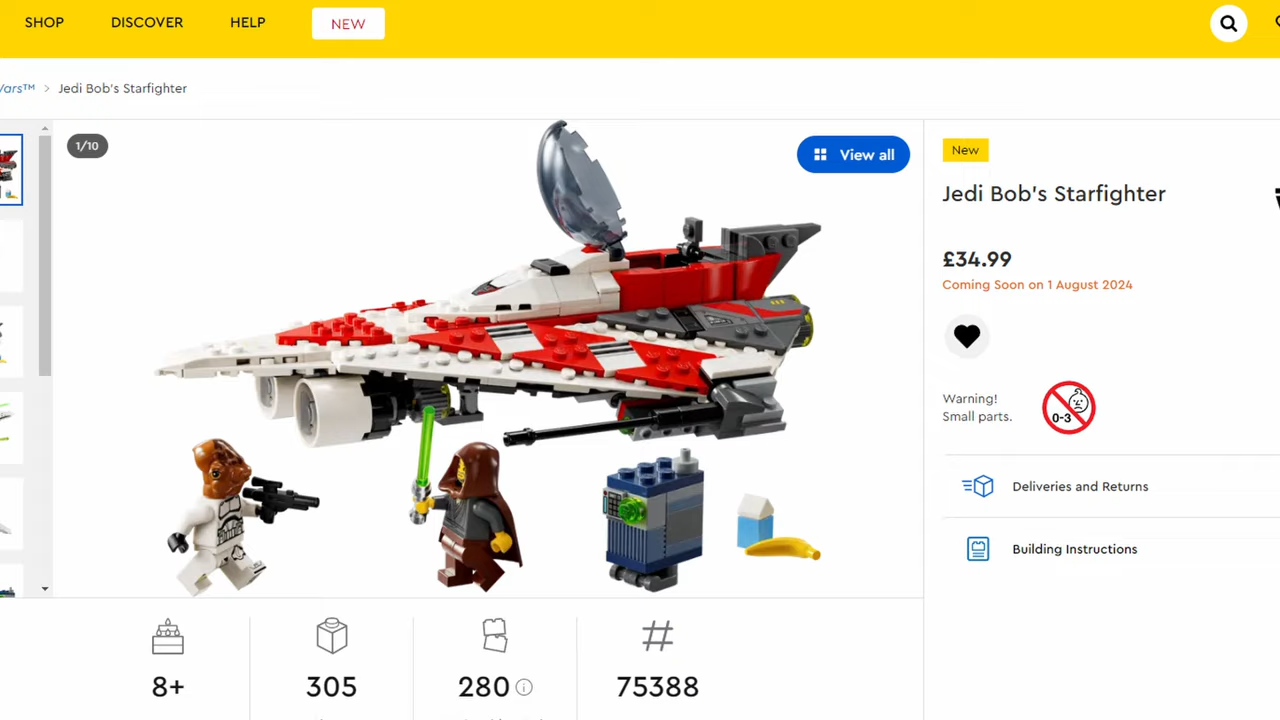 SHOP
DISCOVER
HELP
NEW
Wars™ > Jedi Bob's Starfighter
1/10
View all
New
Jedi Bob's Starfighter
£34.99
Coming Soon on 1 August 2024
Warning!
Small parts.
0-3
Deliveries and Returns
Building Instructions
8+
305
280
75388